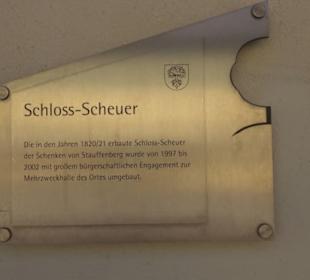 Schloss-Scheuer
Die in den Jahren 1820/21 erbaute Schloss-Scheuer
der Schenken von Stauffenberg wurde von 1997 bis
2002 mit großem bürgerschaftlichen Engagement zur
Mehrzweckhalle des Ortes umgebaut.